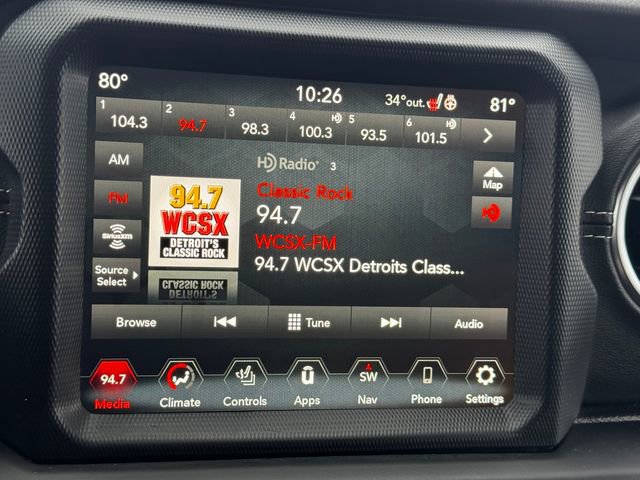 80° 10:26 34°out. 81°
1 104.3 2 94.7 3 98.3 4 100.3 HD 5 93.5 6 101.5 HD
AM
HD Radio 3
Map
FM
94.7
WCSX
DETROIT'S
CLASSIC ROCK
Classic Rock
94.7
WCSX-FM
94.7 WCSX Detroits Class...
SiriusXM
Source
Select
Browse Tune Audio
94.7 SW
Media Climate Controls Apps Nav Phone Settings